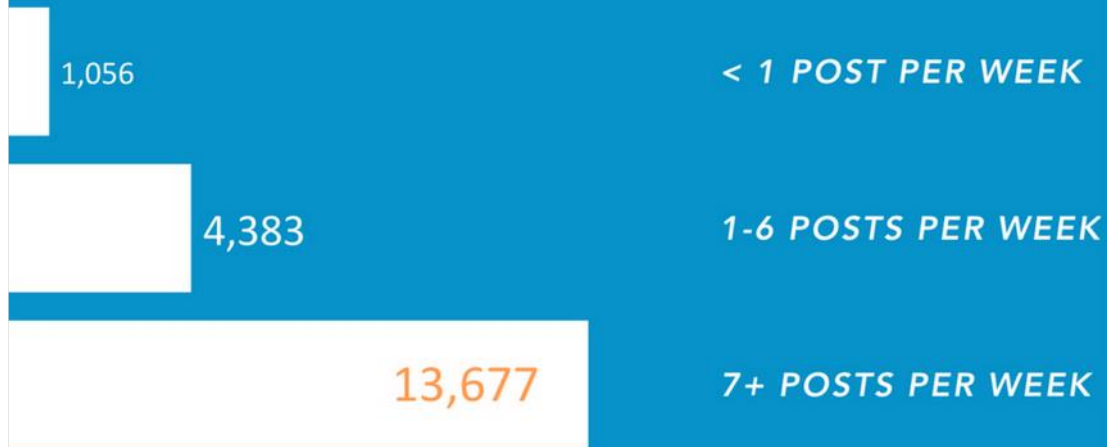 1,056 < 1 POST PER WEEK
4,383 1-6 POSTS PER WEEK
13,677 7+ POSTS PER WEEK